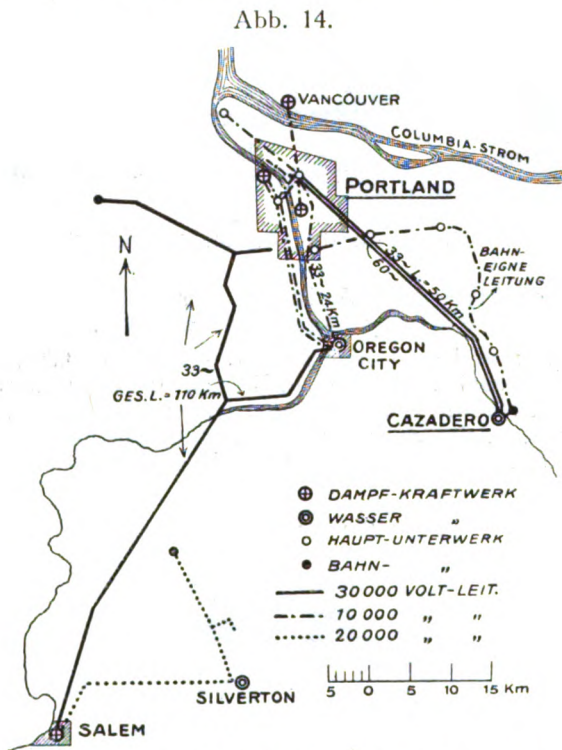 Abb. 14.
VANCOUVER
COLUMBIA-STROM
PORTLAND
N
BAHN-
EIGNE
LEITUNG
33~ L.-50 Km
60~
33~ 24 Km
OREGON
CITY
33~
GES.L.=110 Km
CAZADERO
DAMPF-KRAFTWERK
WASSER „
HAUPT-UNTERWERK
BAHN- „
30000 VOLT-LEIT.
10000 „ „
20000 „ „
5 0 5 10 15 Km
SILVERTON
SALEM